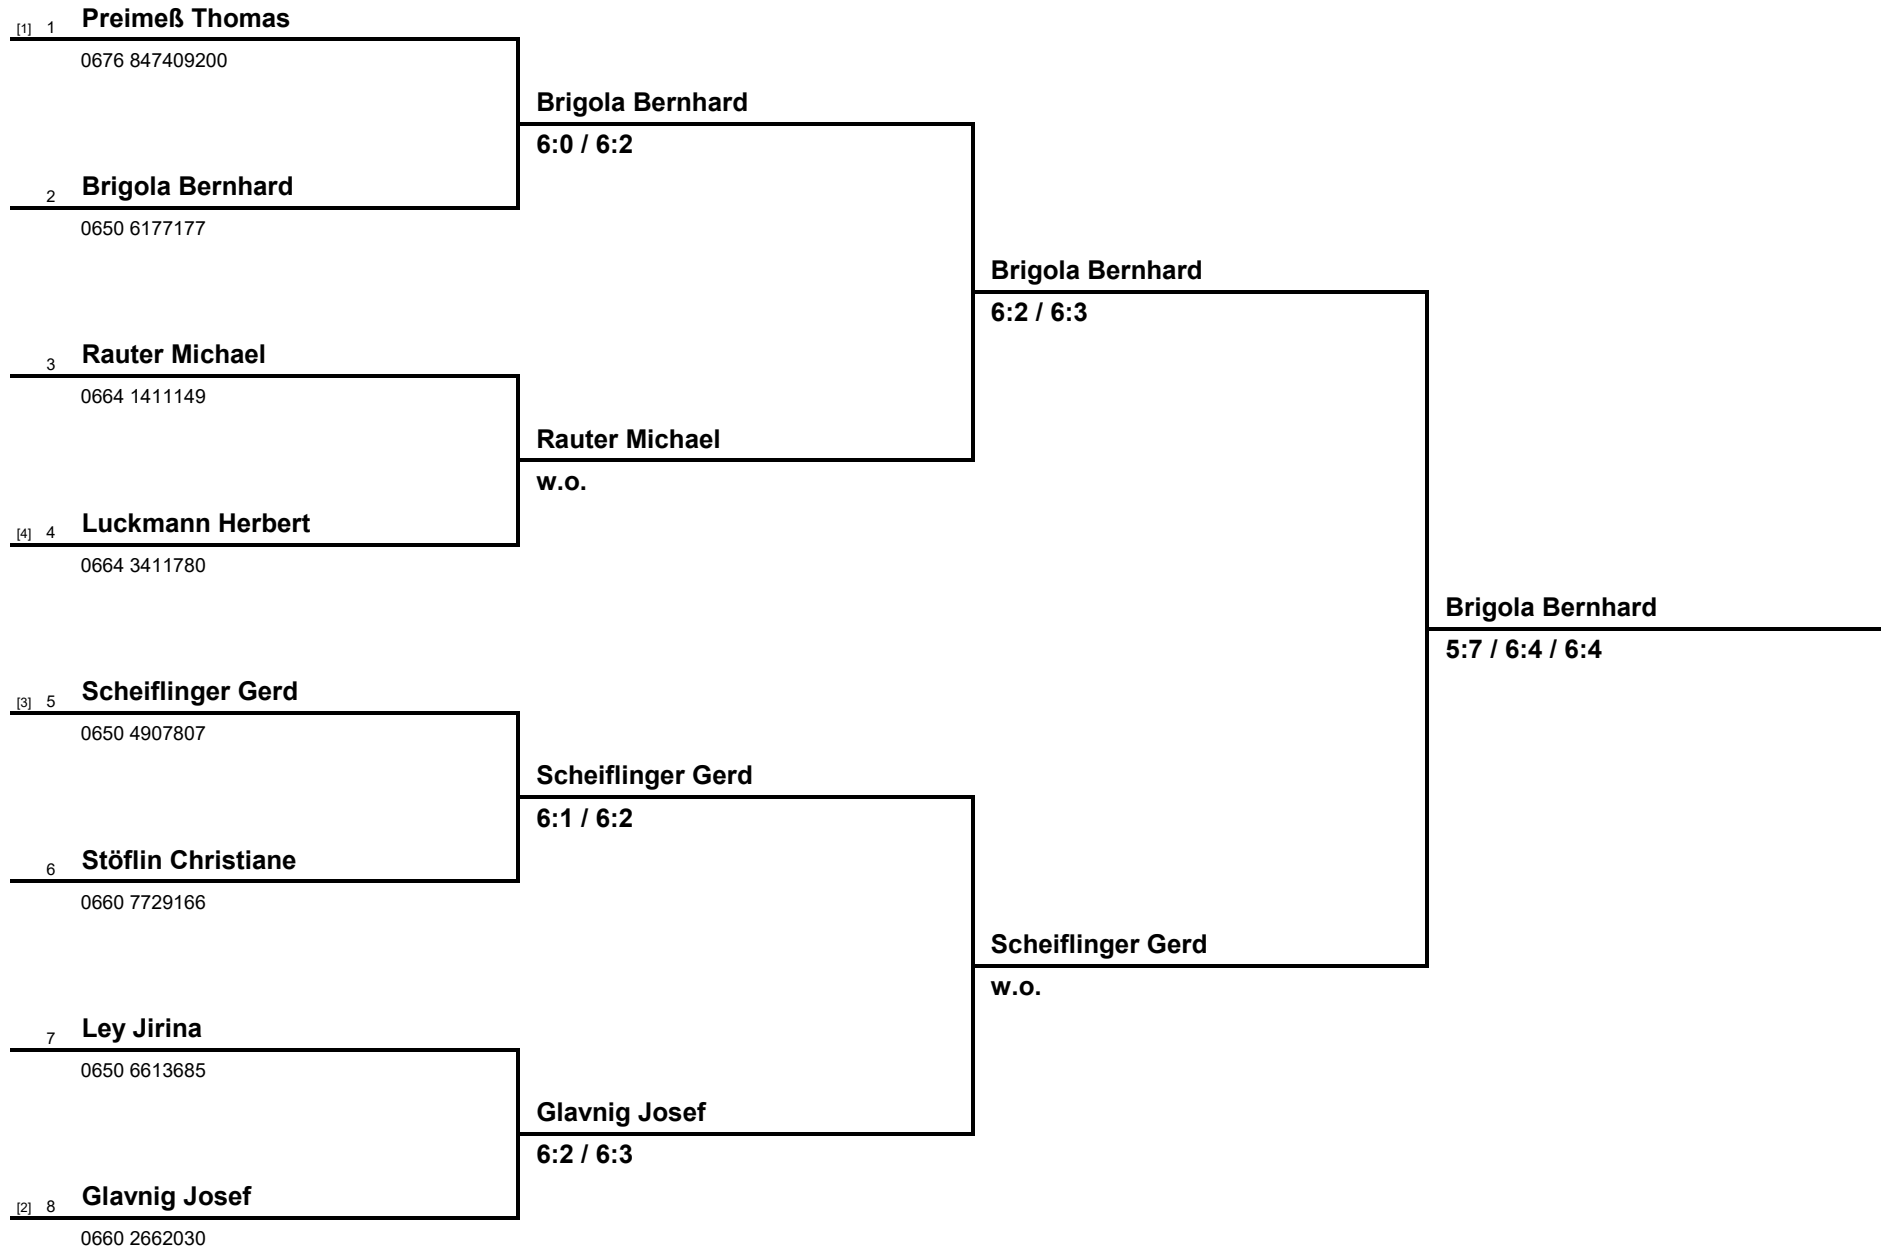 [1] 1 Preimeß Thomas
0676 847409200
Brigola Bernhard
6:0 / 6:2
2 Brigola Bernhard
0650 6177177
Brigola Bernhard
6:2 / 6:3
3 Rauter Michael
0664 1411149
Rauter Michael
w.o.
[4] 4 Luckmann Herbert
0664 3411780
Brigola Bernhard
5:7 / 6:4 / 6:4
[3] 5 Scheiflinger Gerd
0650 4907807
Scheiflinger Gerd
6:1 / 6:2
6 Stöflin Christiane
0660 7729166
Scheiflinger Gerd
w.o.
7 Ley Jirina
0650 6613685
Glavnig Josef
6:2 / 6:3
[2] 8 Glavnig Josef
0660 2662030